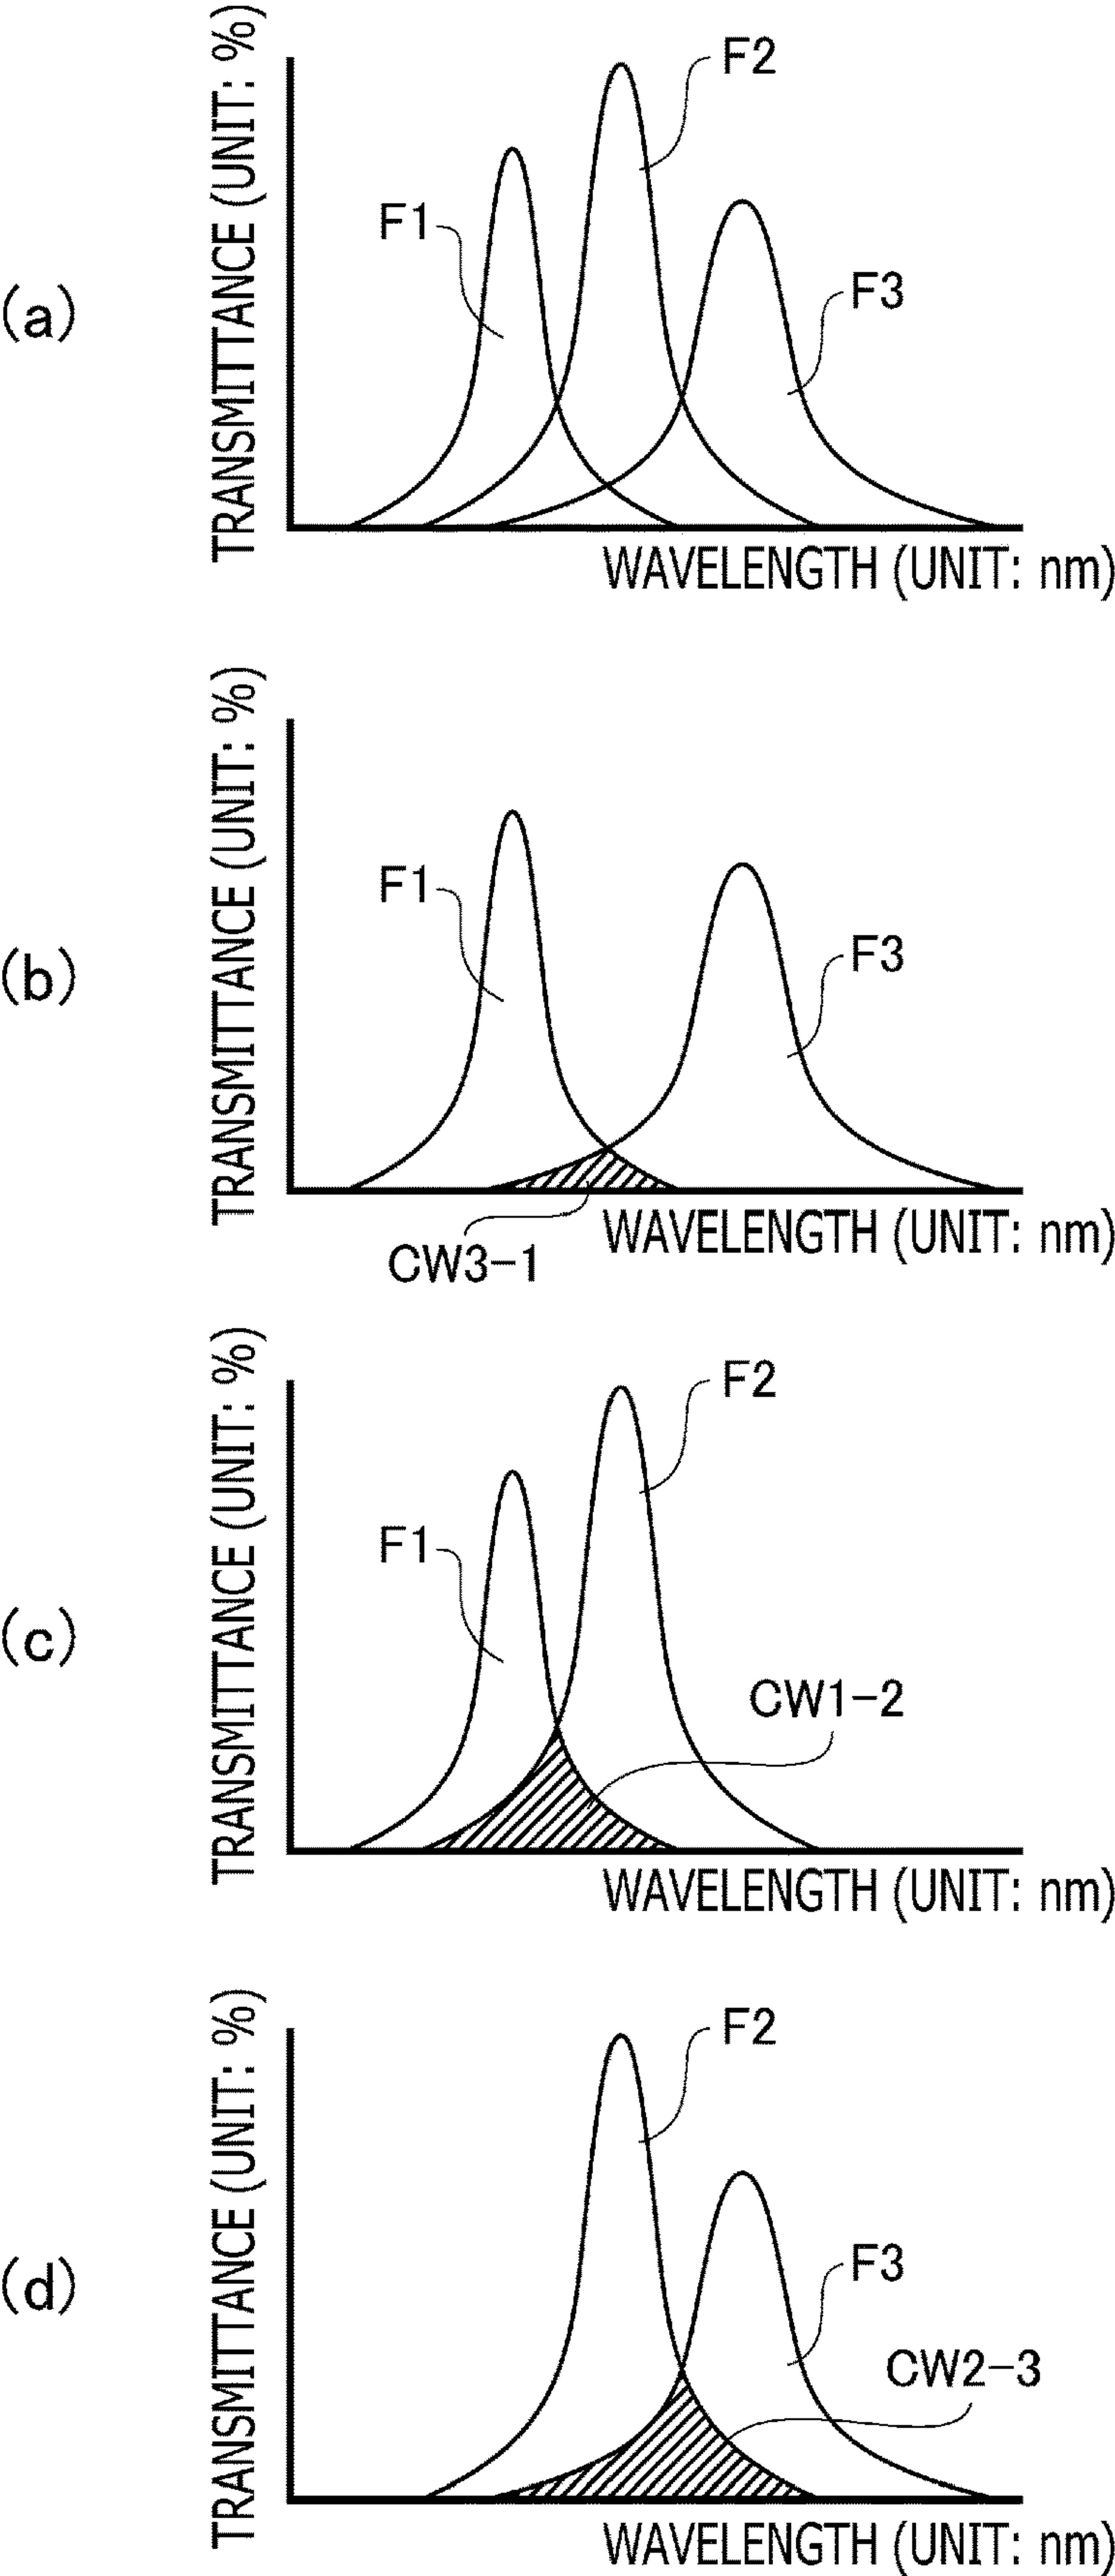 (a)
TRANSMITTANCE (UNIT: %)
F1
F2
F3
WAVELENGTH (UNIT: nm)
(b)
TRANSMITTANCE (UNIT: %)
F1
F3
CW3-1
WAVELENGTH (UNIT: nm)
(c)
TRANSMITTANCE (UNIT: %)
F1
F2
CW1-2
WAVELENGTH (UNIT: nm)
(d)
TRANSMITTANCE (UNIT: %)
F2
F3
CW2-3
WAVELENGTH (UNIT: nm)